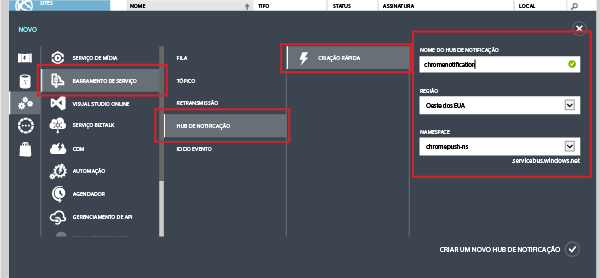 SITES
NOME
TIPO
STATUS
ASSINATURA
LOCAL
NOVO
SERVIÇO DE MÍDIA
BARRAMENTO DE SERVIÇO
VISUAL STUDIO ONLINE
SERVIÇO BIZTALK
COM
AUTOMAÇÃO
AGENDADOR
GERENCIAMENTO DE API
FILA
TÓPICO
RETRANSMISSÃO
HUB DE NOTIFICAÇÃO
IO DO EVENTO
CRIAÇÃO RÁPIDA
NOME DO HUB DE NOTIFICAÇÃO
chromenotification
REGIÃO
Oeste dos EUA
NAMESPACE
chromepush-ns
.servicebus.windows.net
CRIAR UM NOVO HUB DE NOTIFICAÇÃO